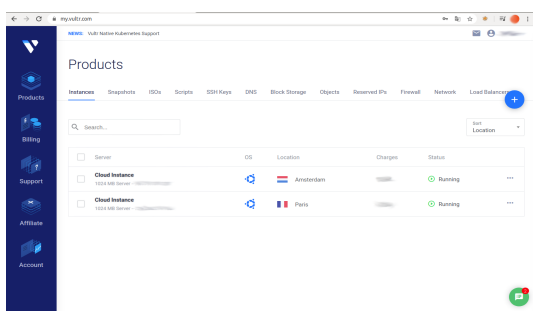 my.vultr.com
NEWS: Vultr Native Kubernetes Support
Products
Products
Billing
Support
Affiliate
Account
Instances Snapshots ISOs Scripts SSH Keys DNS Block Storage Objects Reserved IPs Firewall Network Load Balancers
Search...
Sort
Location
Server OS Location Charges Status
Cloud Instance
1024 MB Server -
Amsterdam Running
Cloud Instance
1024 MB Server -
Paris Running